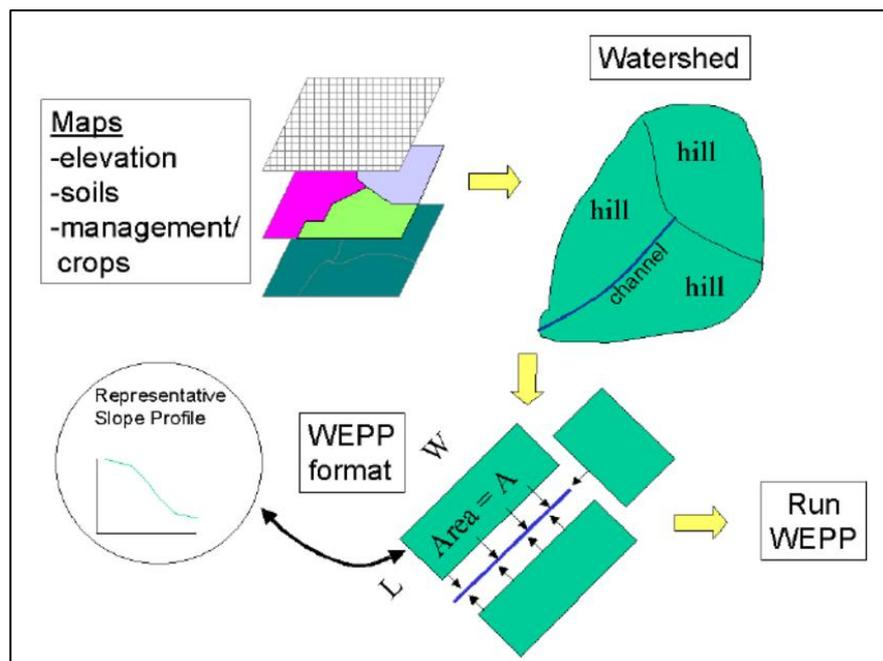 Maps
-elevation
-soils
-management/
crops
Watershed
hill
hill
channel
hill
Representative
Slope Profile
WEPP
format
W
Area = A
L
Run
WEPP